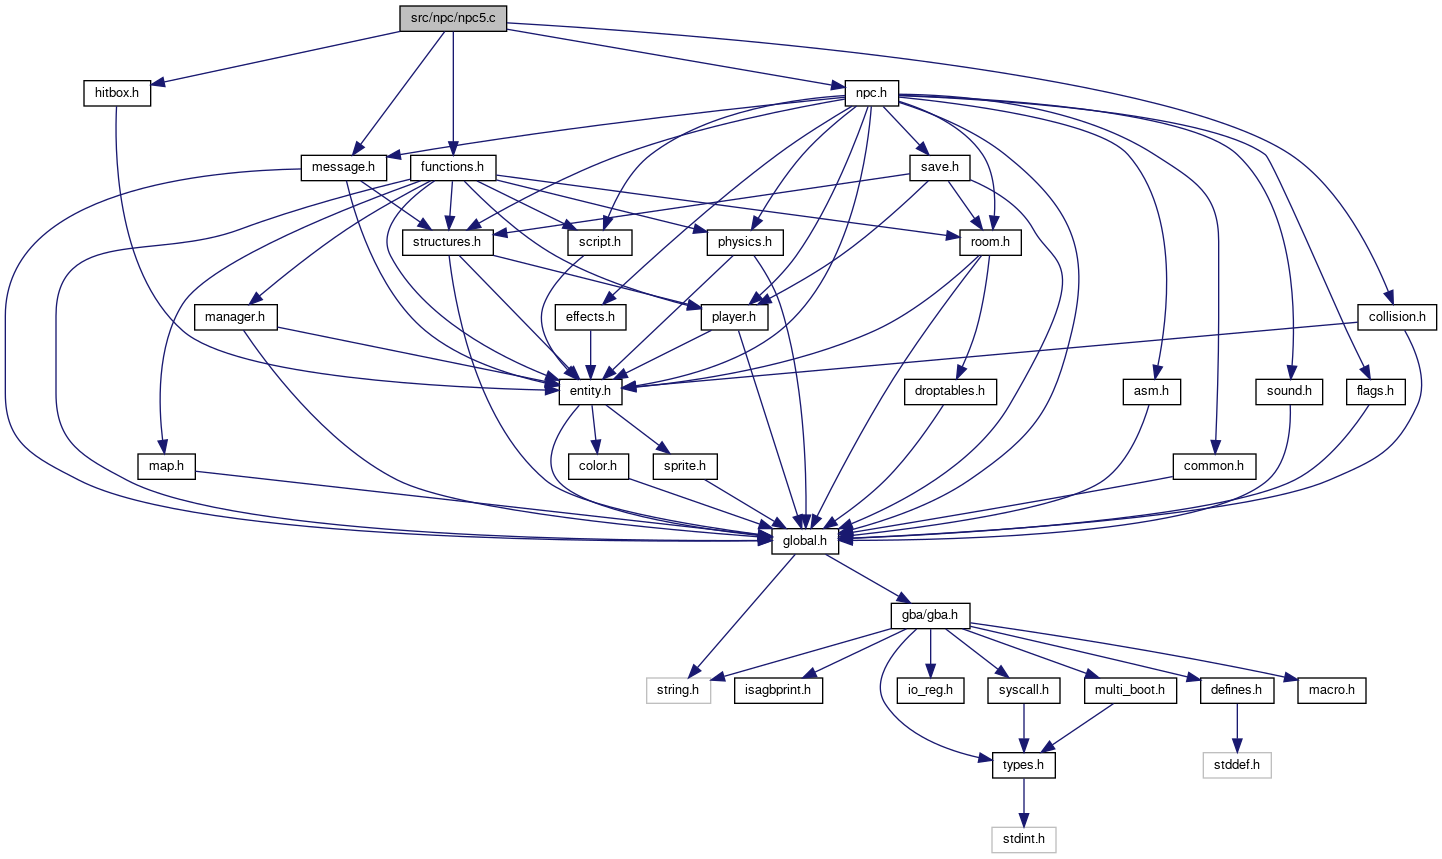 src/npc/npc5.c
hitbox.h
npc.h
message.h
functions.h
save.h
structures.h
script.h
physics.h
room.h
manager.h
effects.h
player.h
collision.h
entity.h
droptables.h
asm.h
sound.h
flags.h
map.h
color.h
sprite.h
common.h
global.h
gba/gba.h
string.h
isagbprint.h
io_reg.h
syscall.h
multi_boot.h
defines.h
macro.h
types.h
stddef.h
stdint.h